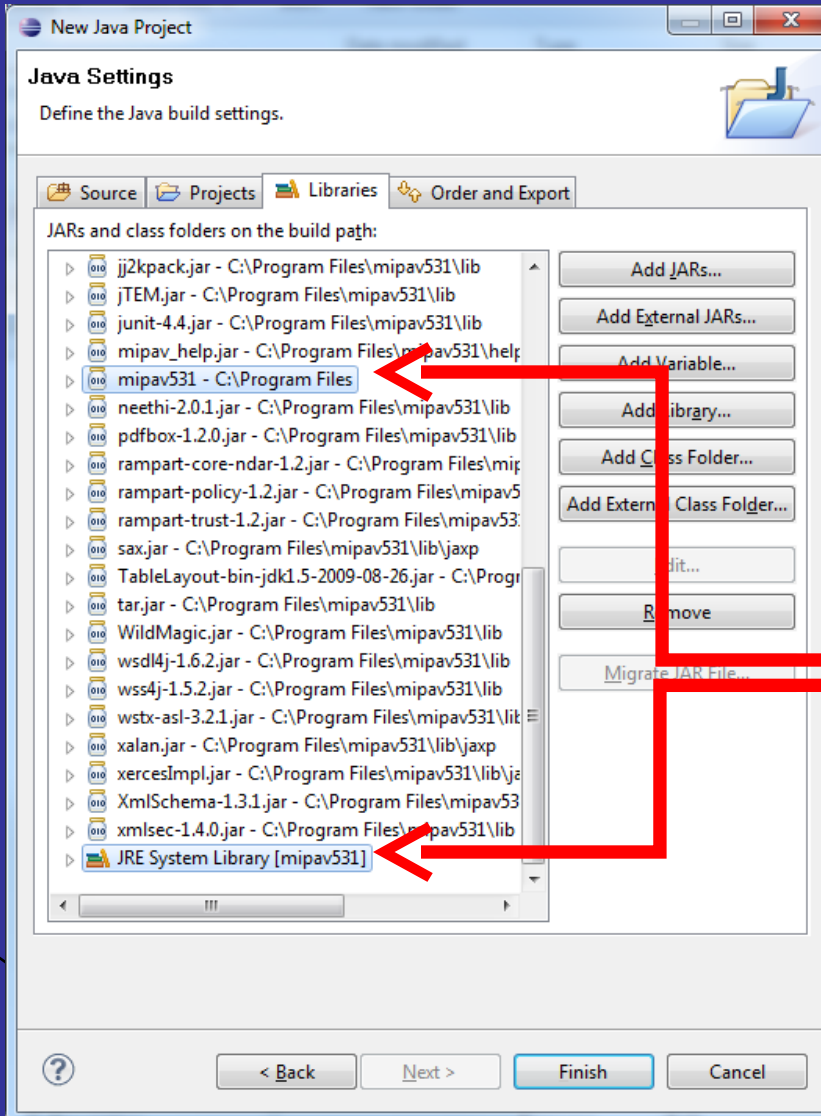 New Java Project
Java Settings
Define the Java build settings.
Source Projects Libraries Order and Export
JARs and class folders on the build path:
jj2kpack.jar - C:\Program Files\mipav531\lib
jTEM.jar - C:\Program Files\mipav531\lib
junit-4.4.jar - C:\Program Files\mipav531\lib
mipav_help.jar - C:\Program Files\mipav531\help
mipav531 - C:\Program Files
neethi-2.0.1.jar - C:\Program Files\mipav531\lib
pdfbox-1.2.0.jar - C:\Program Files\mipav531\lib
rampart-core-ndar-1.2.jar - C:\Program Files\mip
rampart-policy-1.2.jar - C:\Program Files\mipav5
rampart-trust-1.2.jar - C:\Program Files\mipav53
sax.jar - C:\Program Files\mipav531\lib\jaxp
TableLayout-bin-jdk1.5-2009-08-26.jar - C:\Progr
tar.jar - C:\Program Files\mipav531\lib
WildMagic.jar - C:\Program Files\mipav531\lib
wsdl4j-1.6.2.jar - C:\Program Files\mipav531\lib
wss4j-1.5.2.jar - C:\Program Files\mipav531\lib
wstx-asl-3.2.1.jar - C:\Program Files\mipav531\lib
xalan.jar - C:\Program Files\mipav531\lib\jaxp
xercesImpl.jar - C:\Program Files\mipav531\lib\ja
XmlSchema-1.3.1.jar - C:\Program Files\mipav53
xmlsec-1.4.0.jar - C:\Program Files\mipav531\lib
JRE System Library [mipav531]
Add JARs...
Add External JARs...
Add Variable...
Add Library...
Add Class Folder...
Add External Class Folder...
Edit...
Remove
Migrate JAR File...
< Back Next > Finish Cancel